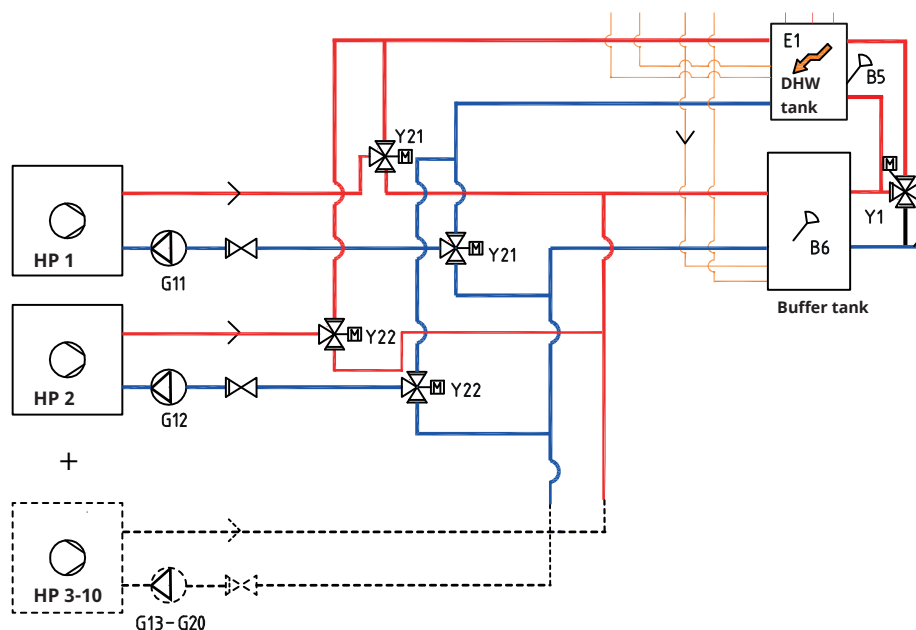 E1
DHW
tank
B5
Y21
M
HP 1
G11
Y21
M
M
Y1
B6
Buffer tank
HP 2
G12
Y22
M
Y22
M
+
HP 3-10
G13-G20